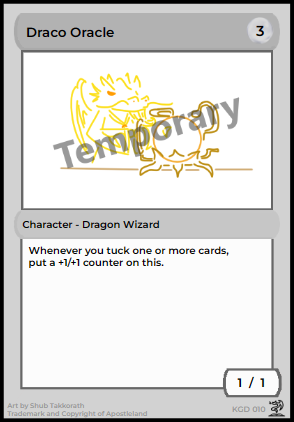 Draco Oracle
3
Temporary
Character - Dragon Wizard
Whenever you tuck one or more cards,
put a +1/+1 counter on this.
1 / 1
Art by Shub Takkorath
Trademark and Copyright of Apostleland
KGD 010